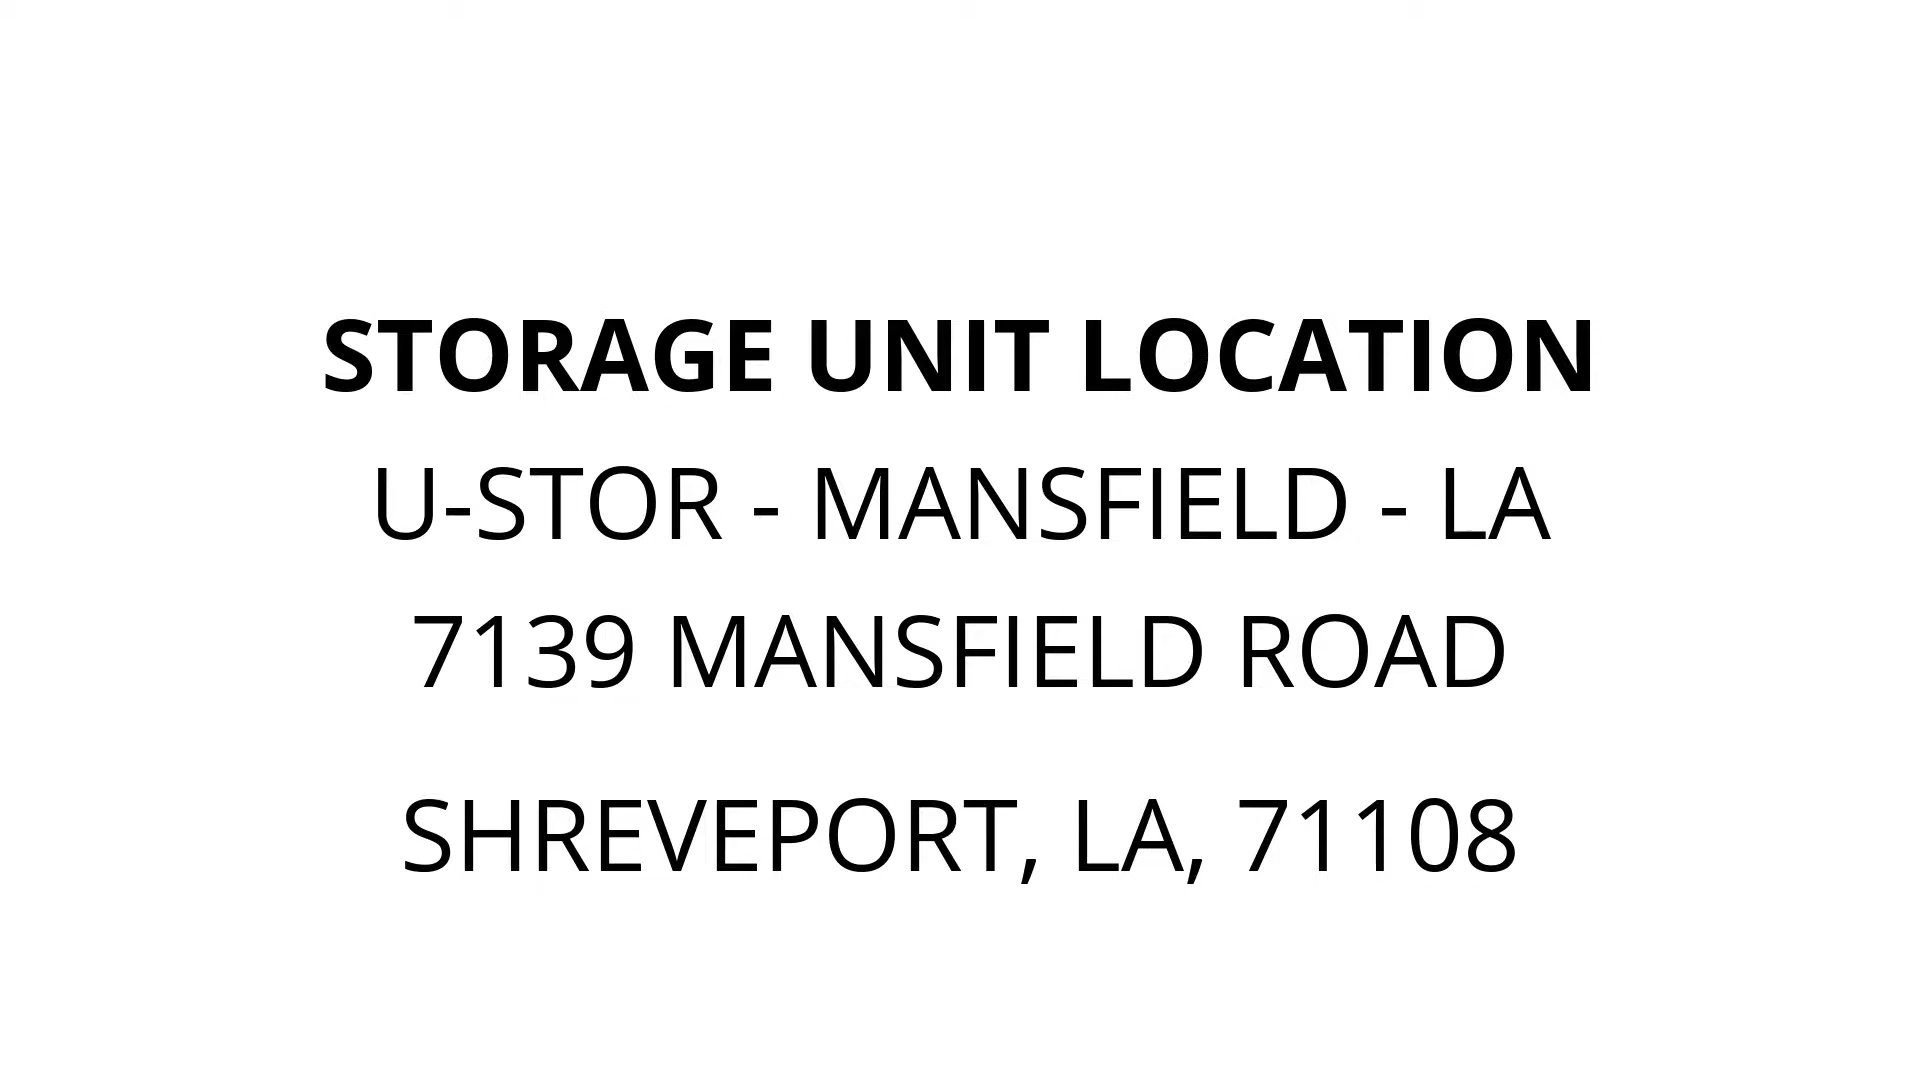 STORAGE UNIT LOCATION
U-STOR - MANSFIELD - LA
7139 MANSFIELD ROAD
SHREVEPORT, LA, 71108